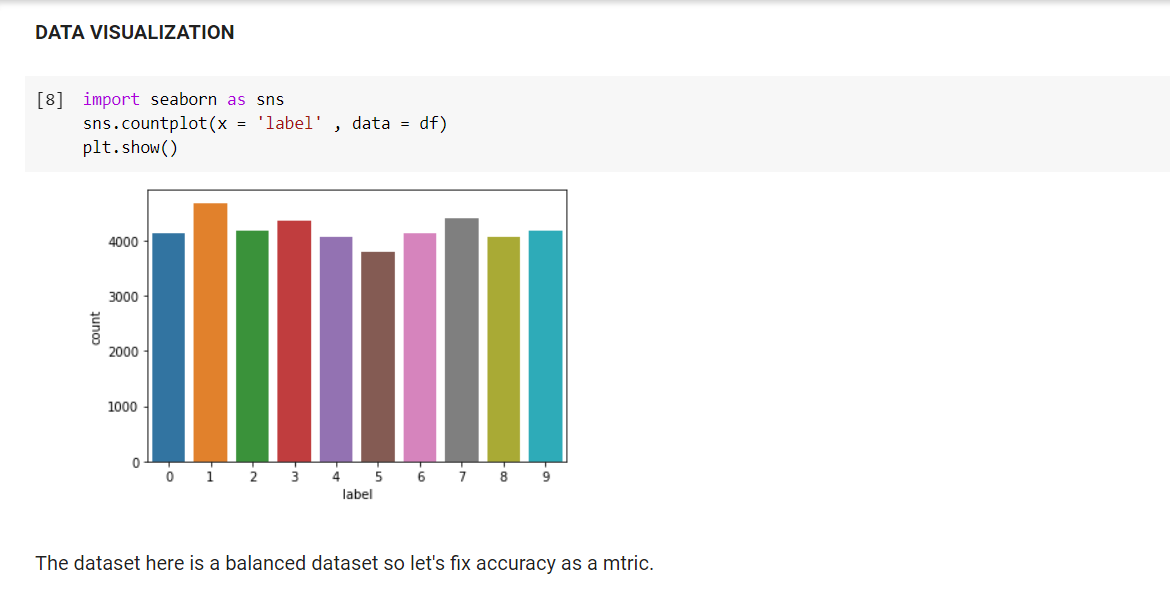 DATA VISUALIZATION
[8] import seaborn as sns
sns.countplot(x = 'label' , data = df)
plt.show()
4000
3000
2000
1000
0
count
0 1 2 3 4 5 6 7 8 9
label
The dataset here is a balanced dataset so let's fix accuracy as a mtric.